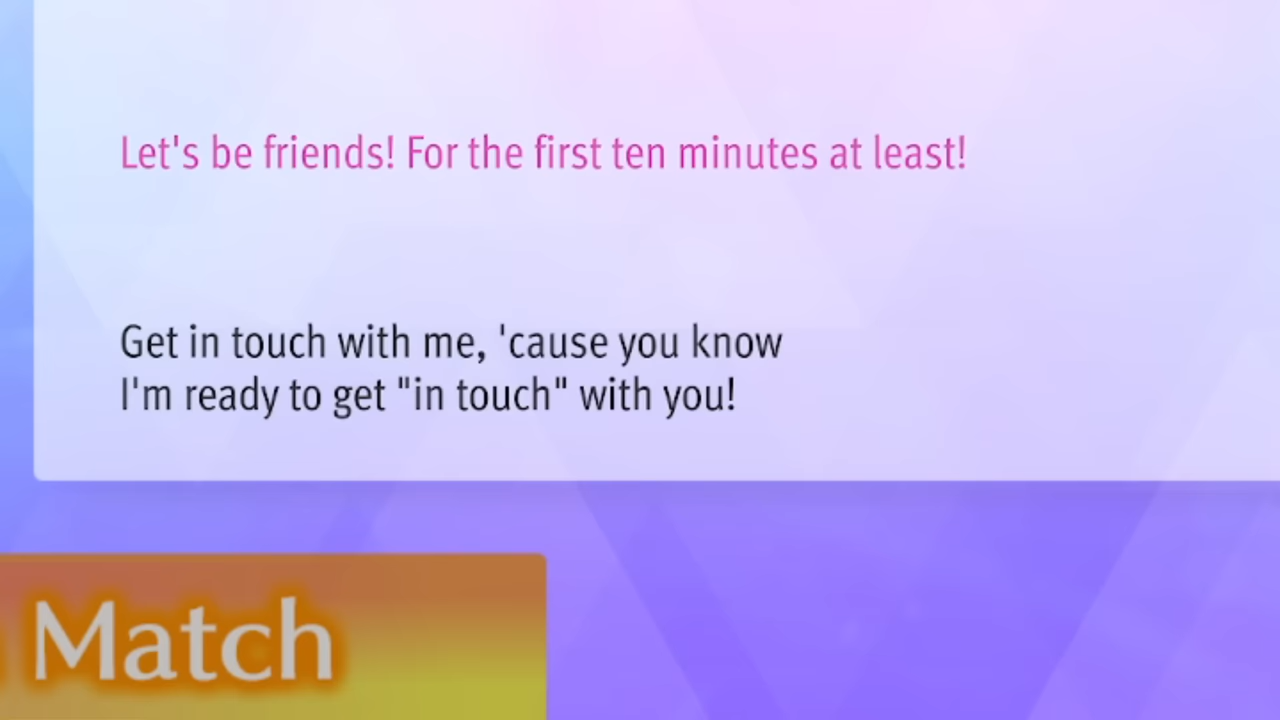 Let's be friends! For the first ten minutes at least!
Get in touch with me, 'cause you know
I'm ready to get "in touch" with you!
Match